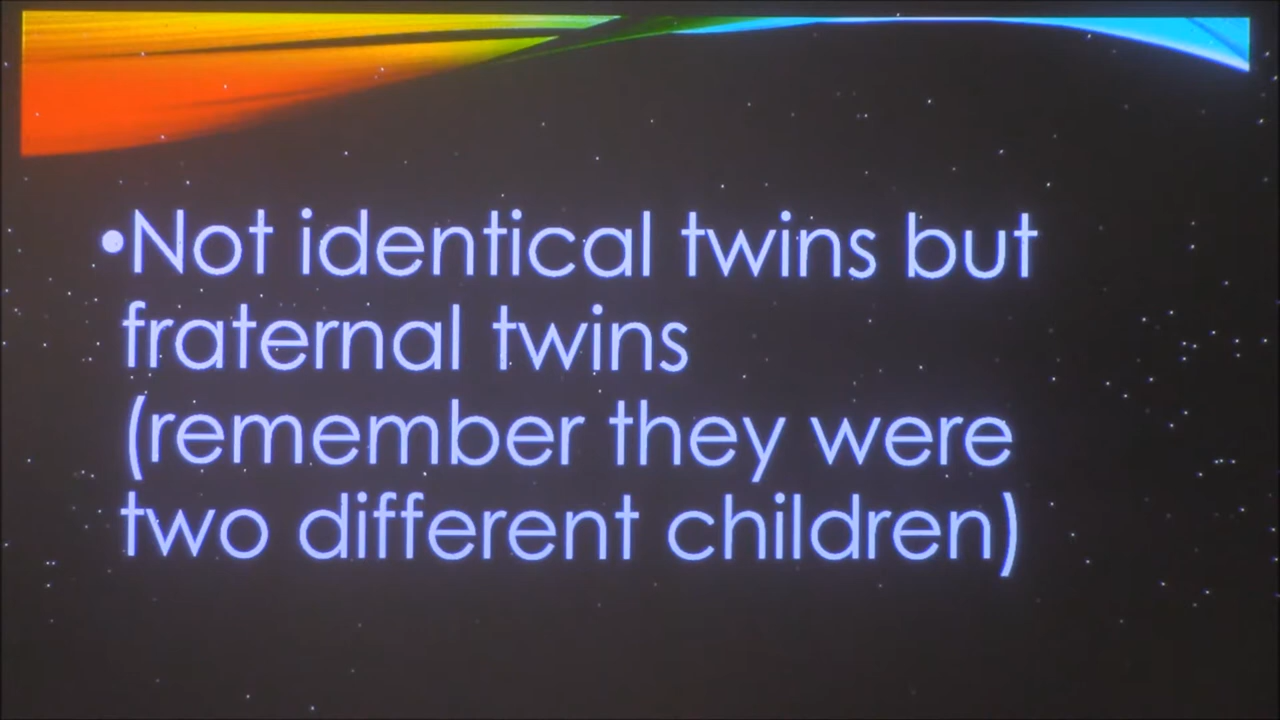 •Not identical twins but
fraternal twins
(remember they were
two different children)